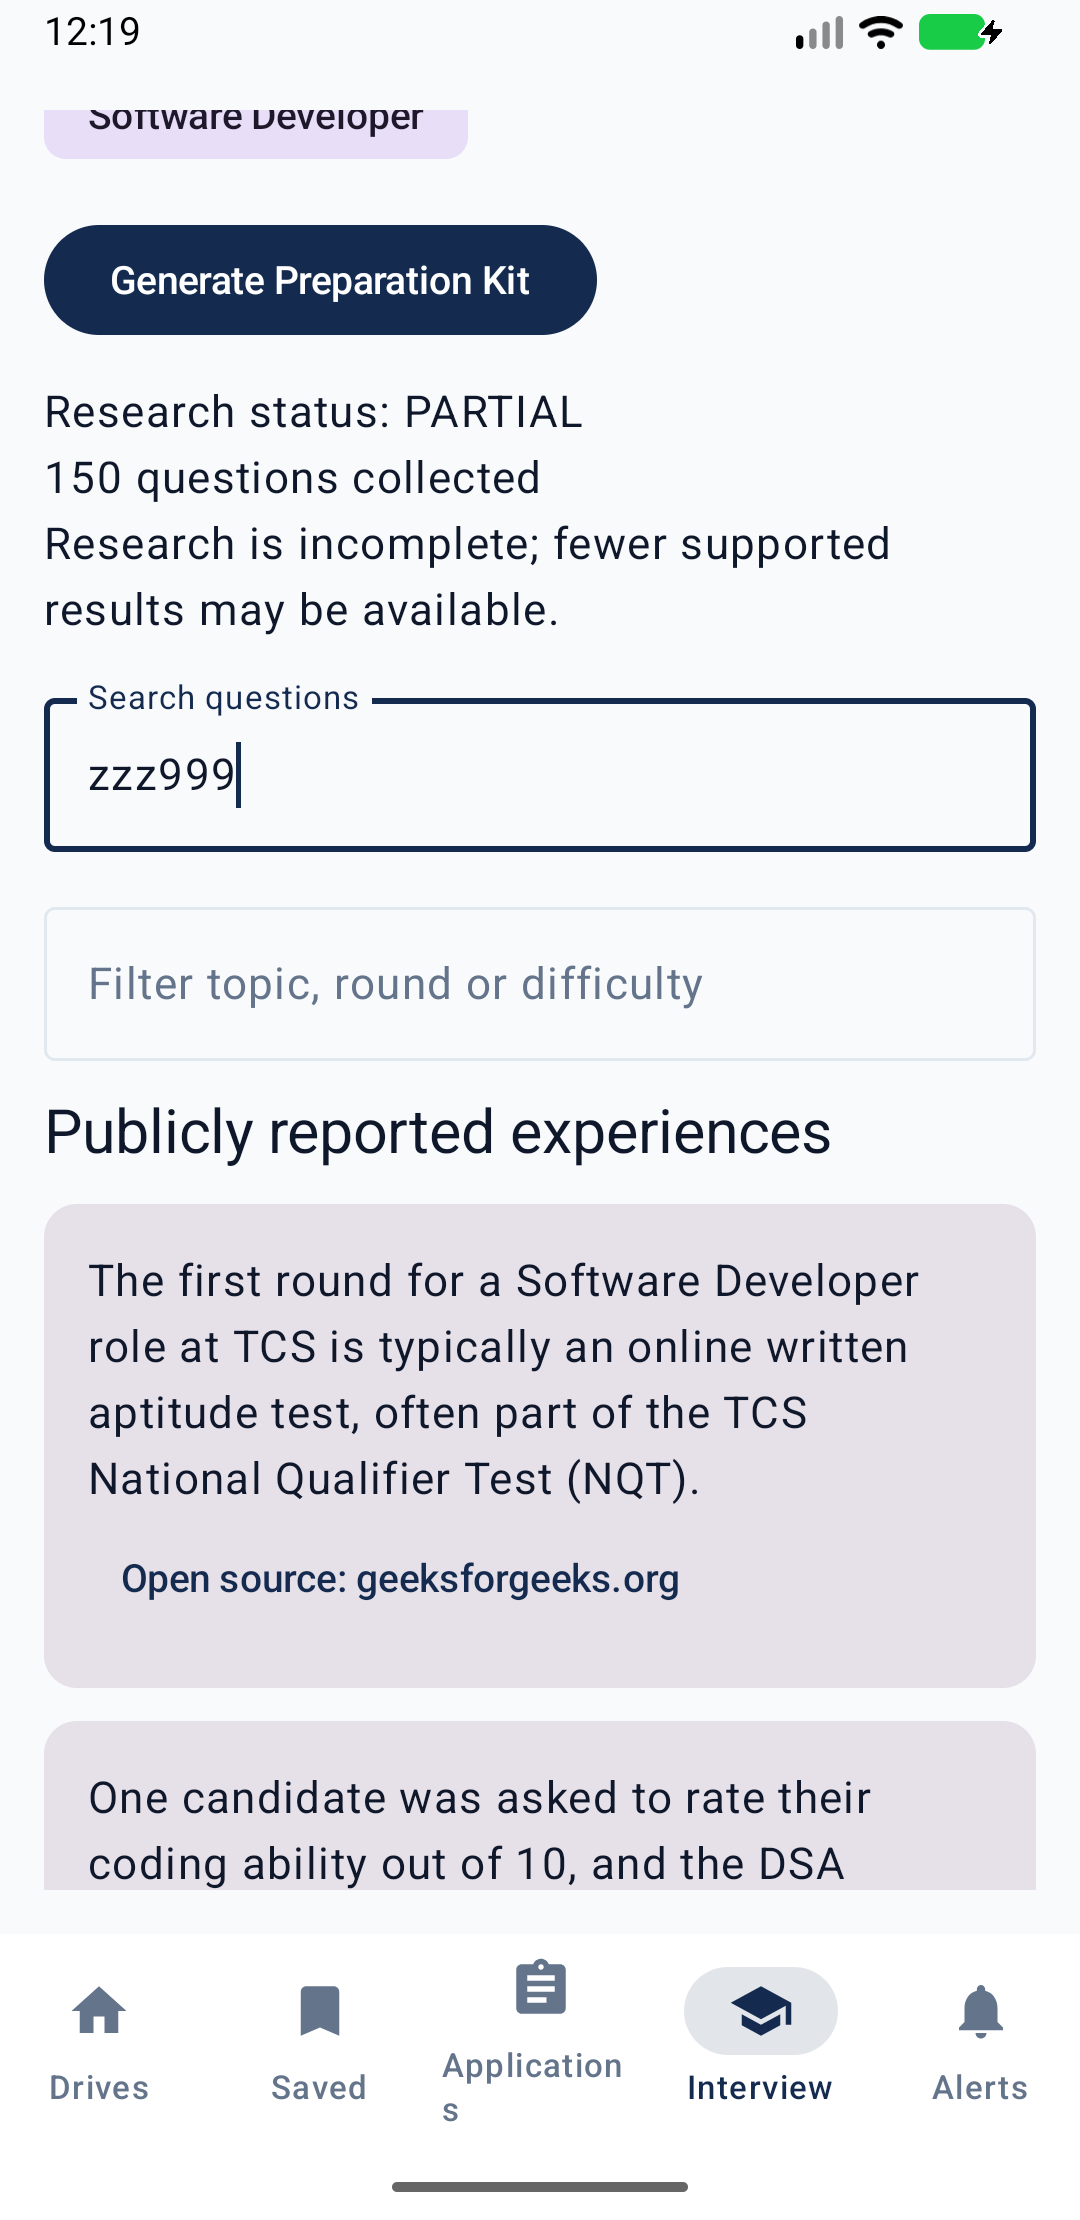 12:19
Software Developer
Generate Preparation Kit
Research status: PARTIAL
150 questions collected
Research is incomplete; fewer supported
results may be available.
Search questions
zzz999
Filter topic, round or difficulty
Publicly reported experiences
The first round for a Software Developer
role at TCS is typically an online written
aptitude test, often part of the TCS
National Qualifier Test (NQT).
Open source: geeksforgeeks.org
One candidate was asked to rate their
coding ability out of 10, and the DSA
Drives
Saved
Application
s
Interview
Alerts